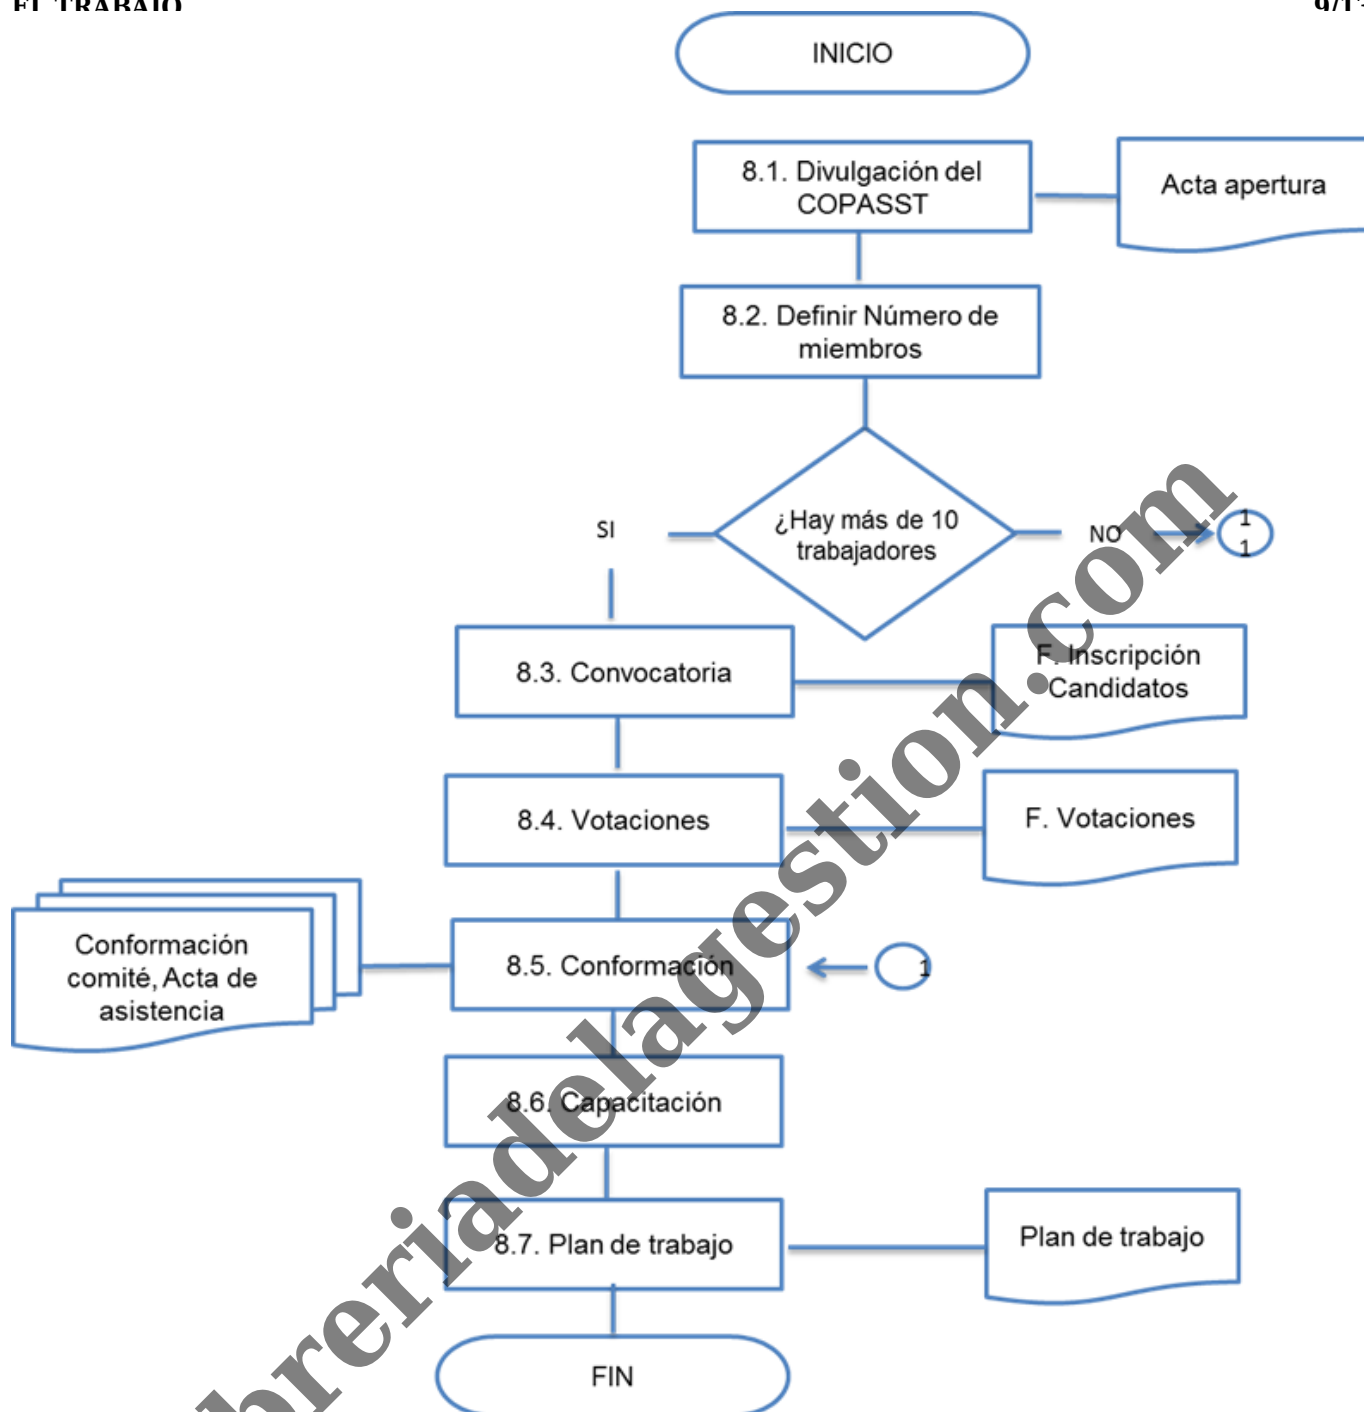 INICIO
8.1. Divulgación del
COPASST
Acta apertura
8.2. Definir Número de
miembros
¿Hay más de 10
trabajadores
SI
NO
1
1
8.3. Convocatoria
F. Inscripción
Candidatos
8.4. Votaciones
F. Votaciones
Conformación
comité, Acta de
asistencia
8.5. Conformación
1
8.6. Capacitación
8.7. Plan de trabajo
Plan de trabajo
FIN
breriadelagestion.com